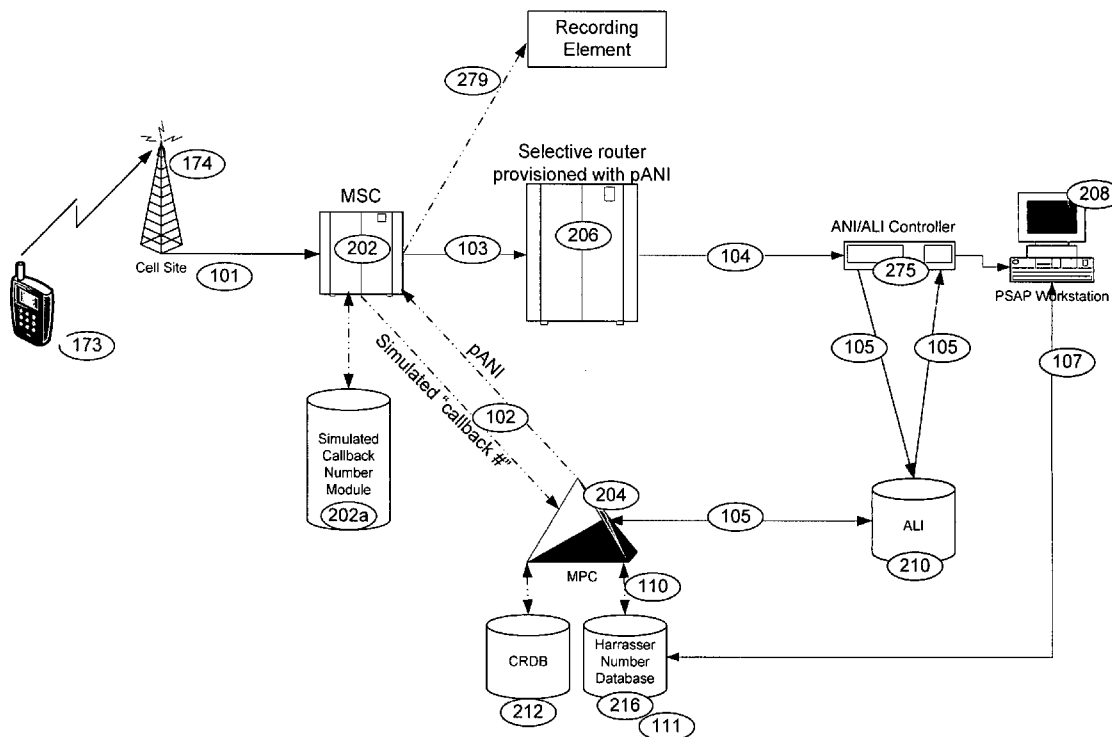 Recording
Element
279
174
Selective router
provisioned with pANI
MSC
208
202
103
206
104
ANI/ALI Controller
275
Cell Site
101
PSAP Workstation
173
pANI
Simulated "callback #"
102
105
105
107
Simulated
Callback
Number
Module
202a
204
105
ALI
210
MPC
110
CRDB
212
Harrasser
Number
Database
216
111